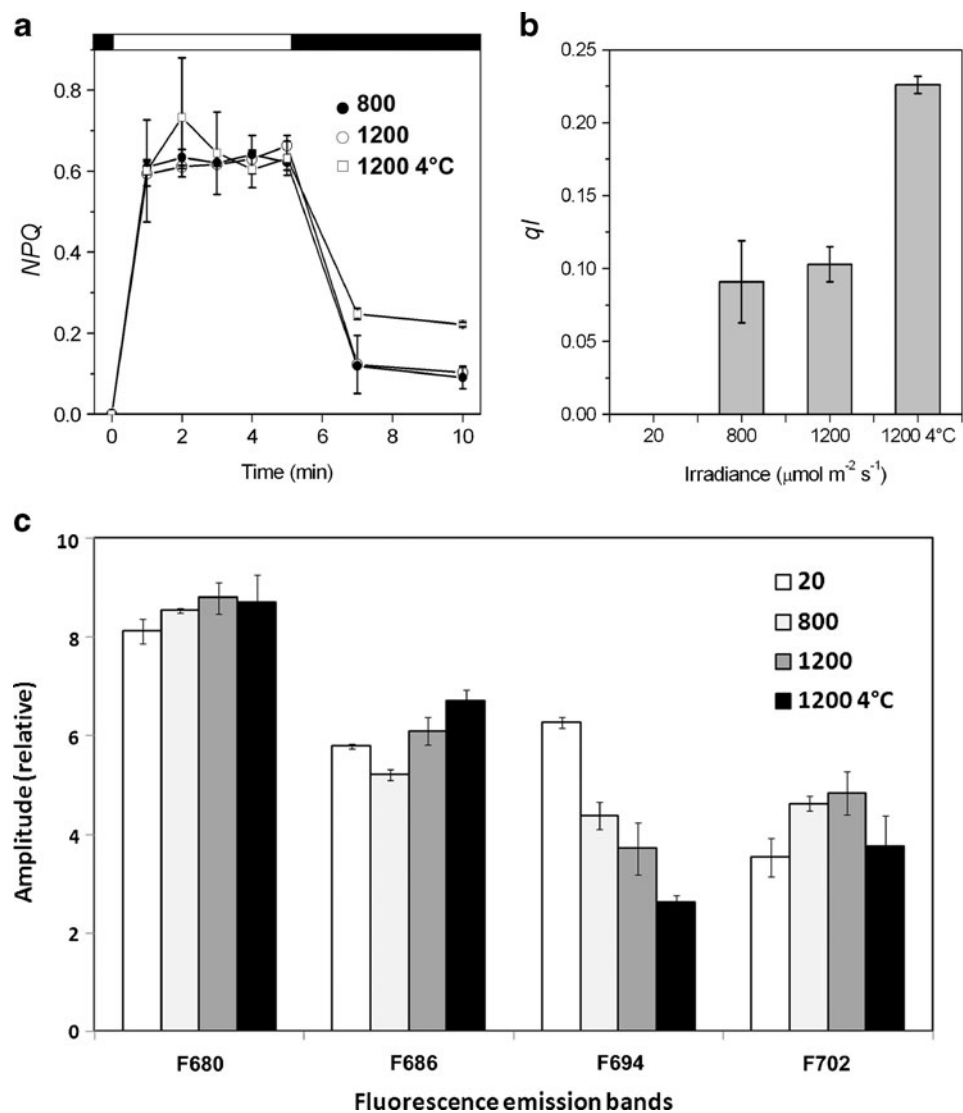 a
0.8
0.6
0.4
0.2
0.0
NPQ
0 2 4 6 8 10
Time (min)
800
1200
1200 4°C
b
0.25
0.20
0.15
0.10
0.05
0.00
qI
20 800 1200 1200 4°C
Irradiance (μmol m⁻² s⁻¹)
c
10
8
6
4
2
0
Amplitude (relative)
20
800
1200
1200 4°C
F680 F686 F694 F702
Fluorescence emission bands